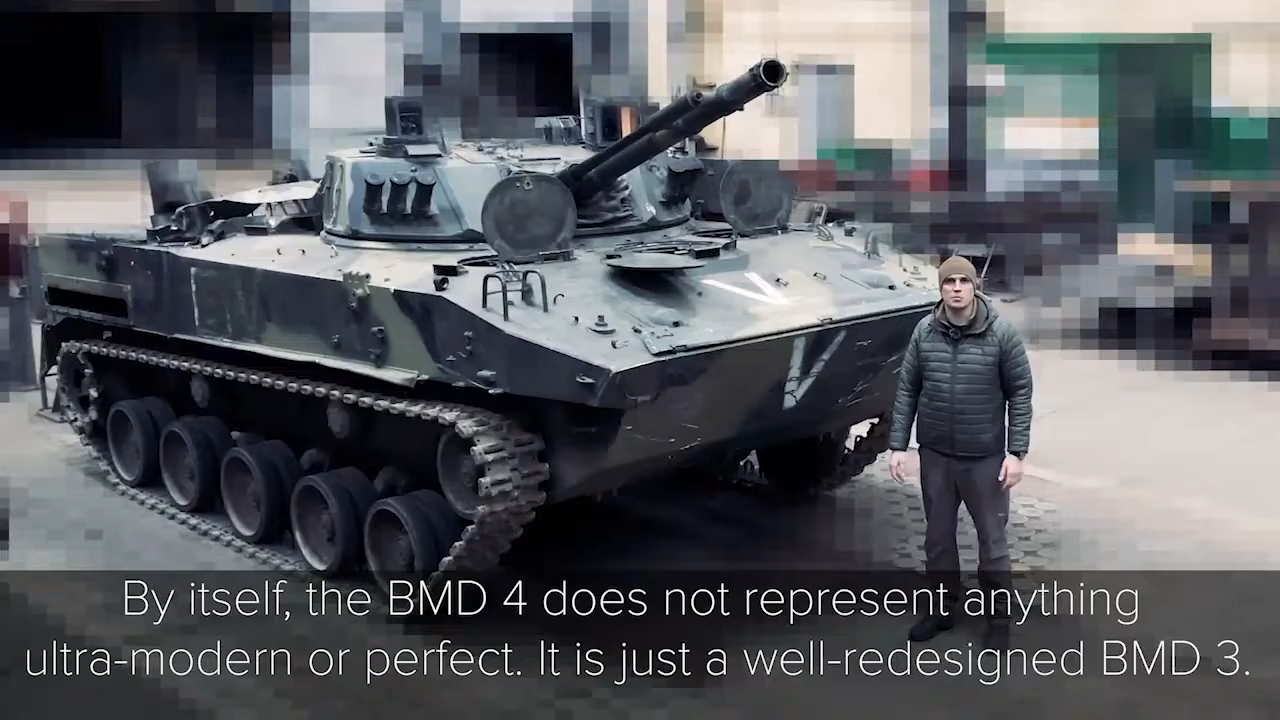 V
V
By itself, the BMD 4 does not represent anything
ultra-modern or perfect. It is just a well-redesigned BMD 3.